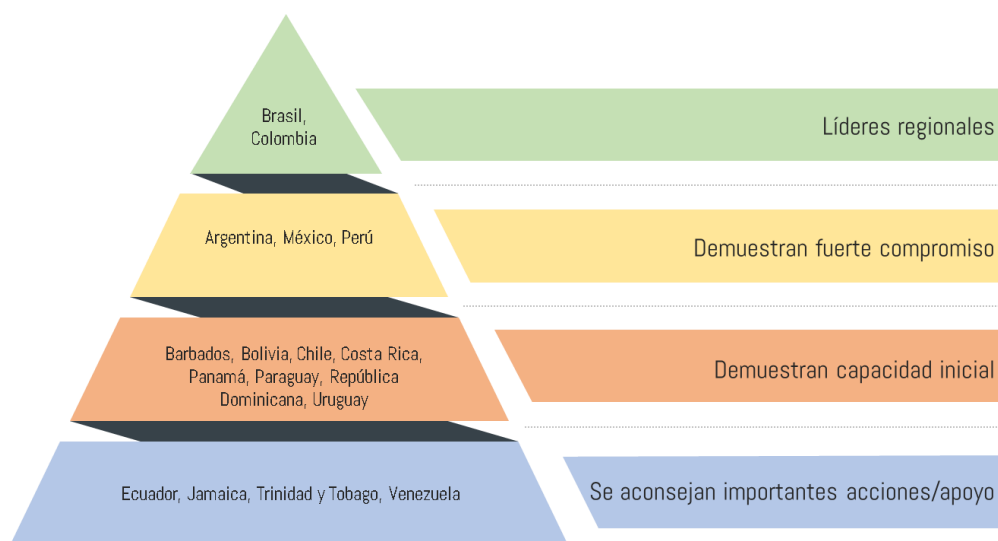 Brasil,
Colombia
Líderes regionales
Argentina, México, Perú
Demuestran fuerte compromiso
Barbados, Bolivia, Chile, Costa Rica,
Panamá, Paraguay, República
Dominicana, Uruguay
Demuestran capacidad inicial
Ecuador, Jamaica, Trinidad y Tobago, Venezuela
Se aconsejan importantes acciones/apoyo